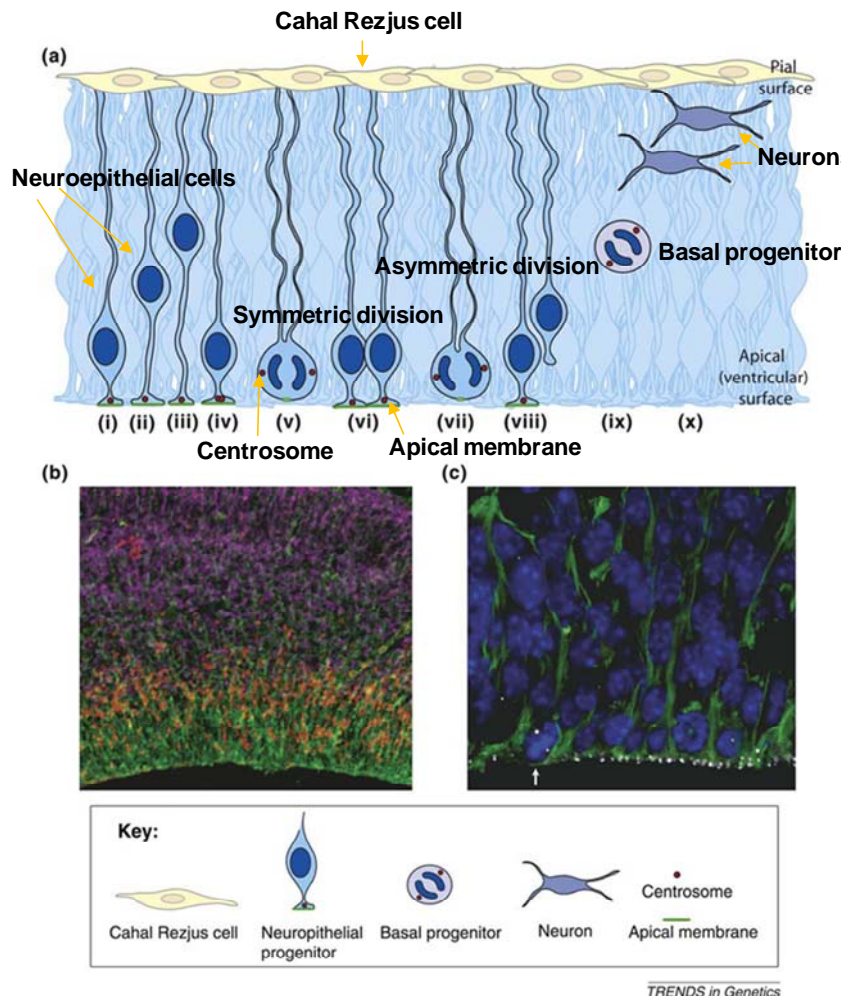 Cahal Rezjus cell
(a)
Pial
surface
Neurons
Neuroepithelial cells
Basal progenitor
Asymmetric division
Symmetric division
Apical
(ventricular)
surface
(i) (ii) (iii) (iv) (v) (vi) (vii) (viii) (ix) (x)
Centrosome
Apical membrane
(b)
(c)
Key:
Cahal Rezjus cell
Neuropithelial
progenitor
Basal progenitor
Neuron
Centrosome
Apical membrane
TRENDS in Genetics